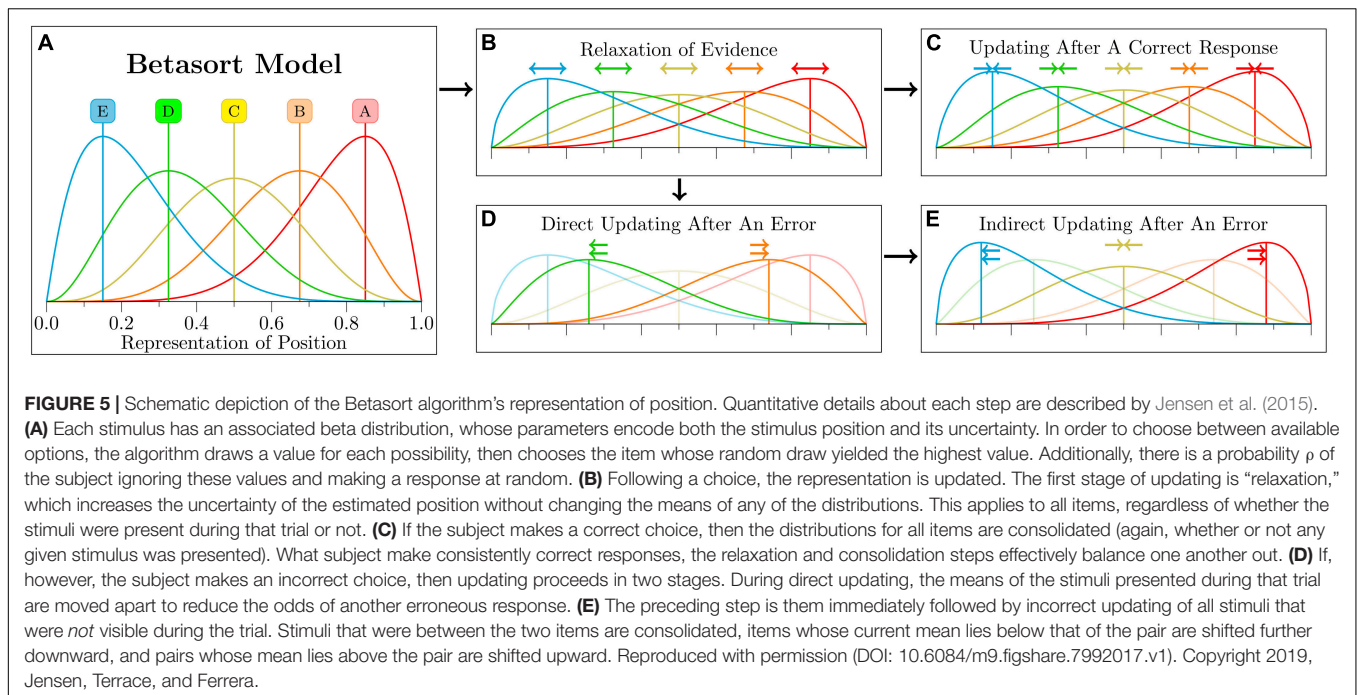 A
Betasort Model
E
D
C
B
A
0.0
0.2
0.4
0.6
0.8
1.0
Representation of Position
B
Relaxation of Evidence
C
Updating After A Correct Response
D
Direct Updating After An Error
E
Indirect Updating After An Error
FIGURE 5 | Schematic depiction of the Betasort algorithm's representation of position. Quantitative details about each step are described by Jensen et al. (2015).
(A) Each stimulus has an associated beta distribution, whose parameters encode both the stimulus position and its uncertainty. In order to choose between available
options, the algorithm draws a value for each possibility, then chooses the item whose random draw yielded the highest value. Additionally, there is a probability ρ of
the subject ignoring these values and making a response at random. (B) Following a choice, the representation is updated. The first stage of updating is "relaxation,"
which increases the uncertainty of the estimated position without changing the means of any of the distributions. This applies to all items, regardless of whether the
stimuli were present during that trial or not. (C) If the subject makes a correct choice, then the distributions for all items are consolidated (again, whether or not any
given stimulus was presented). What subject make consistently correct responses, the relaxation and consolidation steps effectively balance one another out. (D) If,
however, the subject makes an incorrect choice, then updating proceeds in two stages. During direct updating, the means of the stimuli presented during that trial
are moved apart to reduce the odds of another erroneous response. (E) The preceding step is them immediately followed by incorrect updating of all stimuli that
were not visible during the trial. Stimuli that were between the two items are consolidated, items whose current mean lies below that of the pair are shifted further
downward, and pairs whose mean lies above the pair are shifted upward. Reproduced with permission (DOI: 10.6084/m9.figshare.7992017.v1). Copyright 2019,
Jensen, Terrace, and Ferrera.